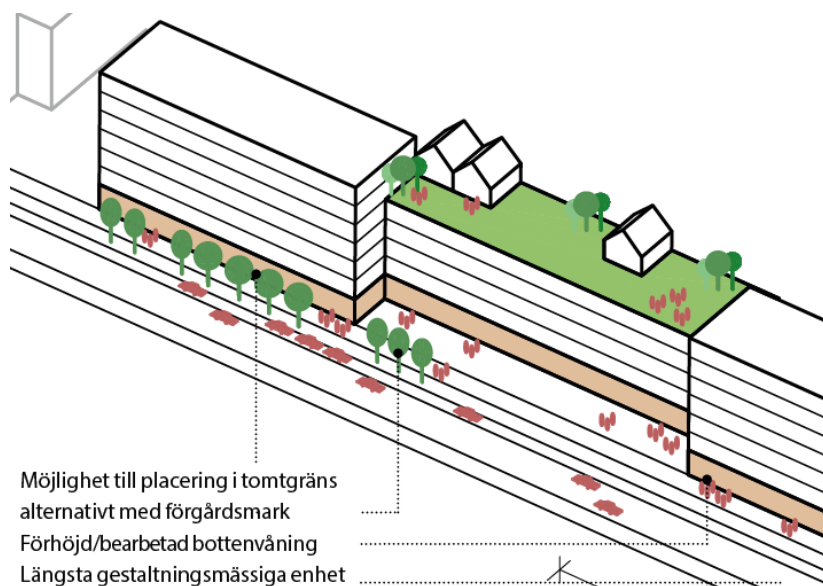 Möjlighet till placering i tomtgräns
alternativt med förgårdsmark
Förhöjd/bearbetad bottenvåning
Längsta gestaltningsmässiga enhet